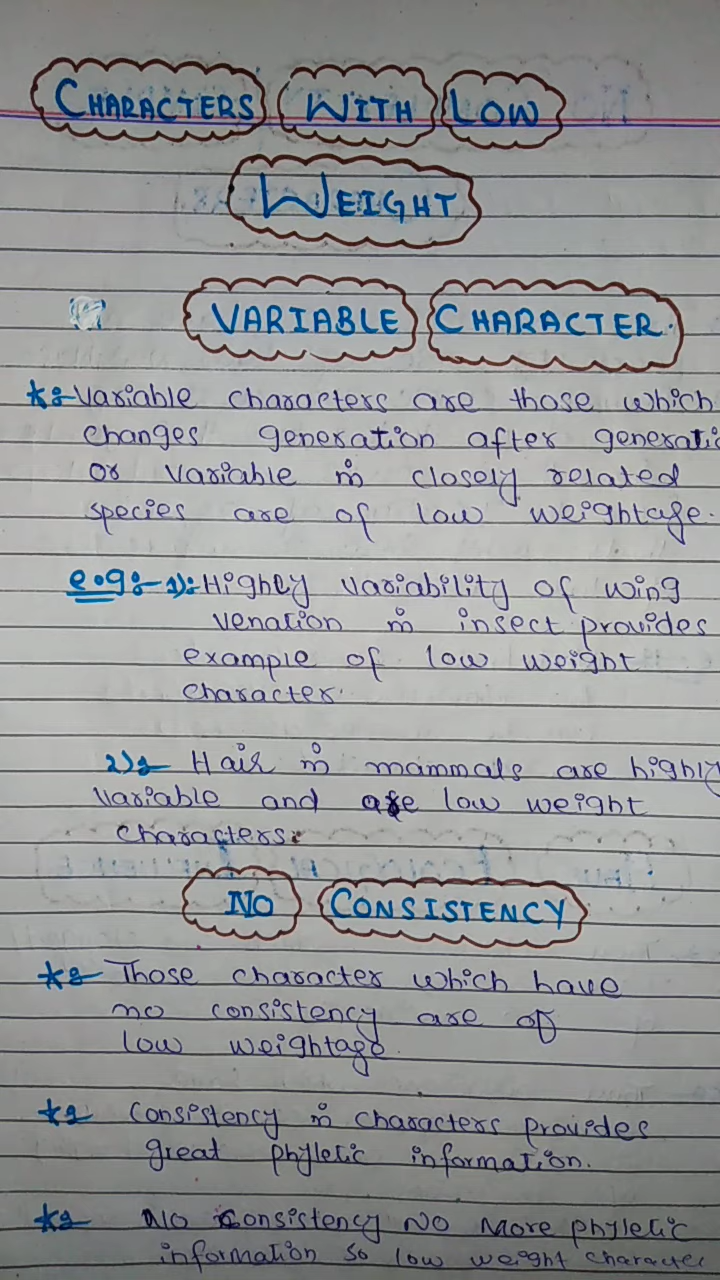 CHARACTERS WITH LOW
WEIGHT
VARIABLE CHARACTER.
*:- Variable characters are those which
changes generation after generati
or variable in closely related
species are of low weightage.
e.g:- 1):- Highly variability of wing
venation in insect provides
example of low weight
character.
2):- Hair in mammals are highly
variable and are low weight
characters.
NO CONSISTENCY
*:- Those character which have
no consistency are of
low weightage.
*:- Consistency in characters provides
great phyletic information.
*:- No consistency No More phyletic
information so low weight character